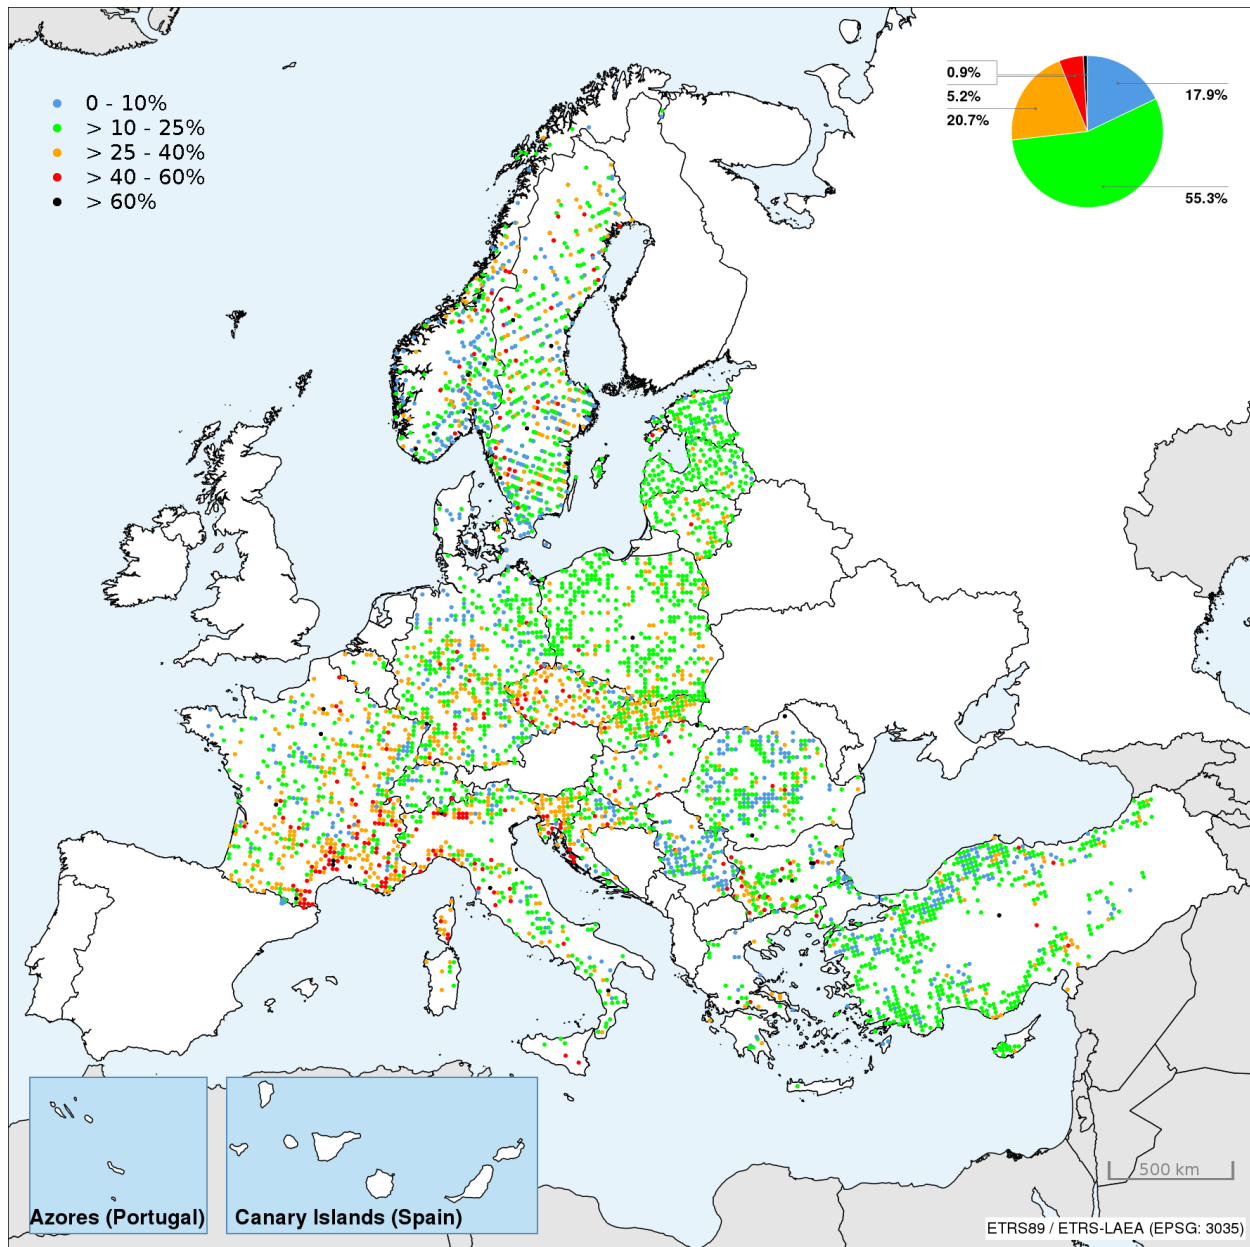 0 - 10%
> 10 - 25%
> 25 - 40%
> 40 - 60%
> 60%
0.9%
5.2%
20.7%
17.9%
55.3%
500 km
Azores (Portugal)
Canary Islands (Spain)
ETRS89 / ETRS-LAEA (EPSG: 3035)